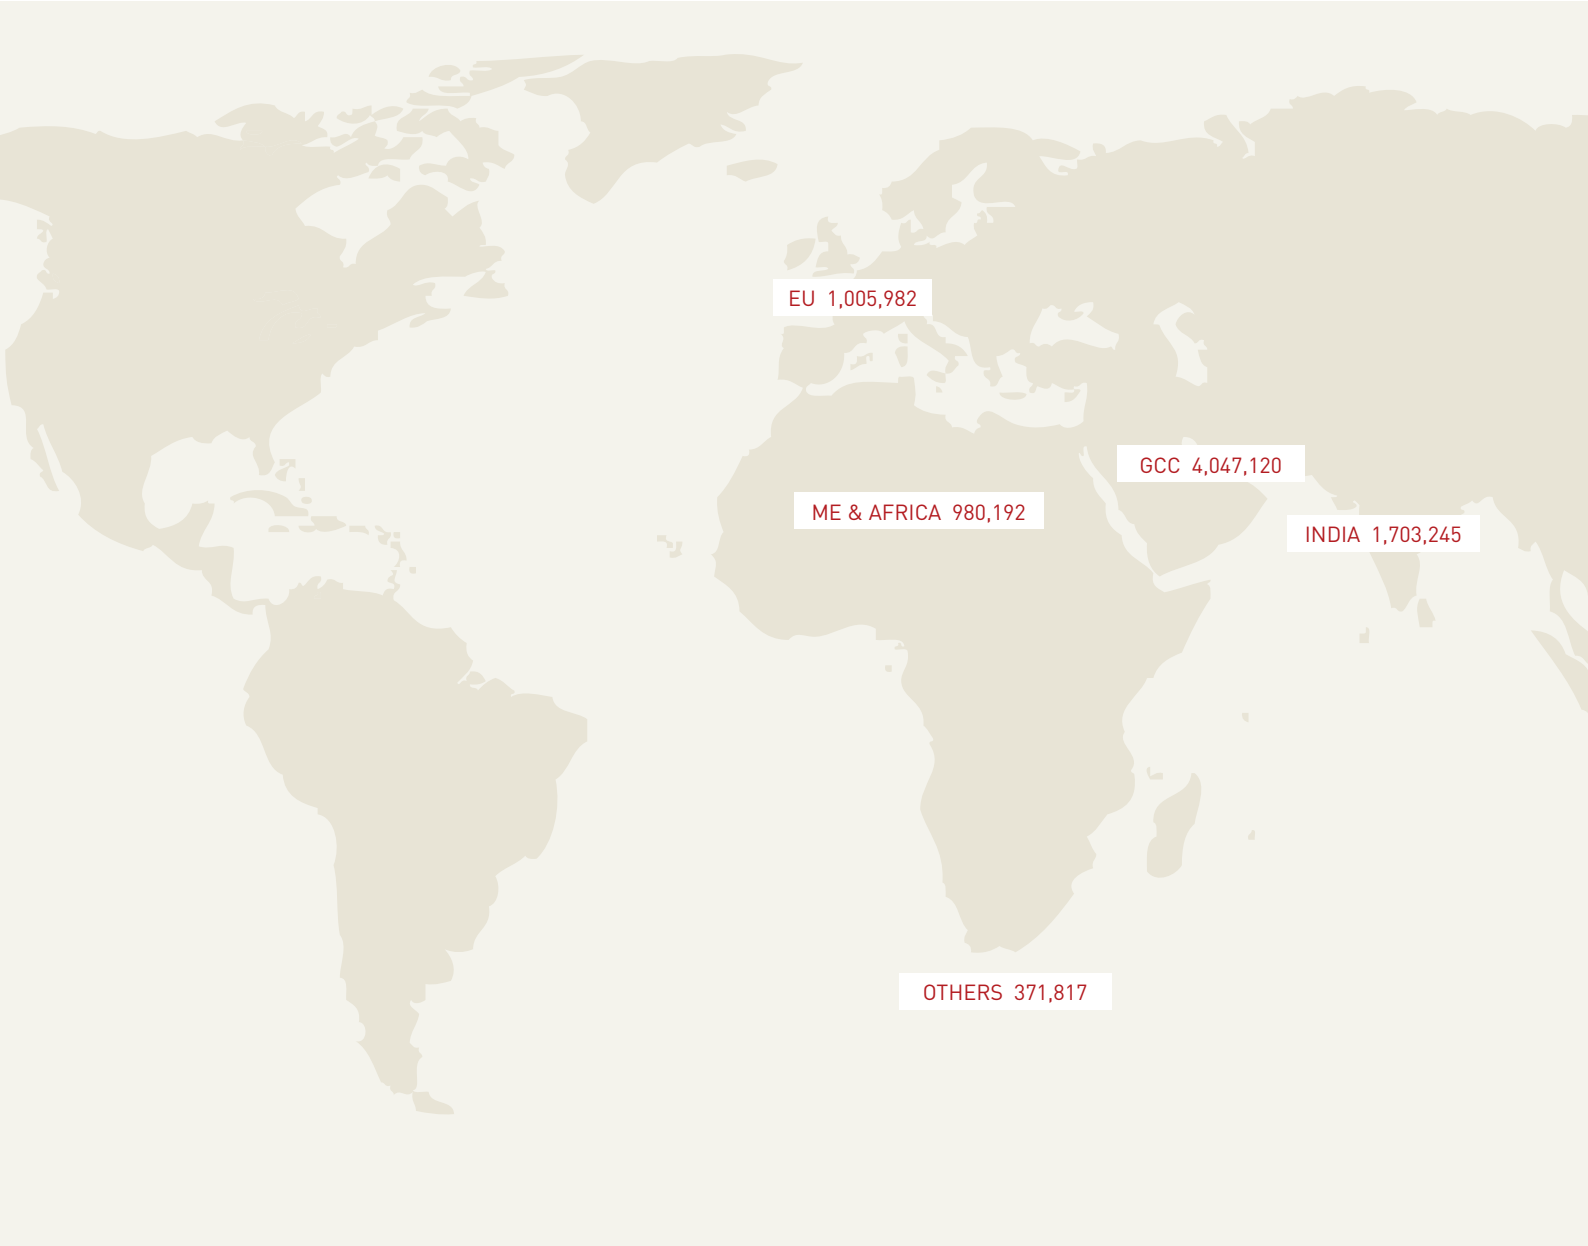 EU 1,005,982
GCC 4,047,120
ME & AFRICA 980,192
INDIA 1,703,245
OTHERS 371,817